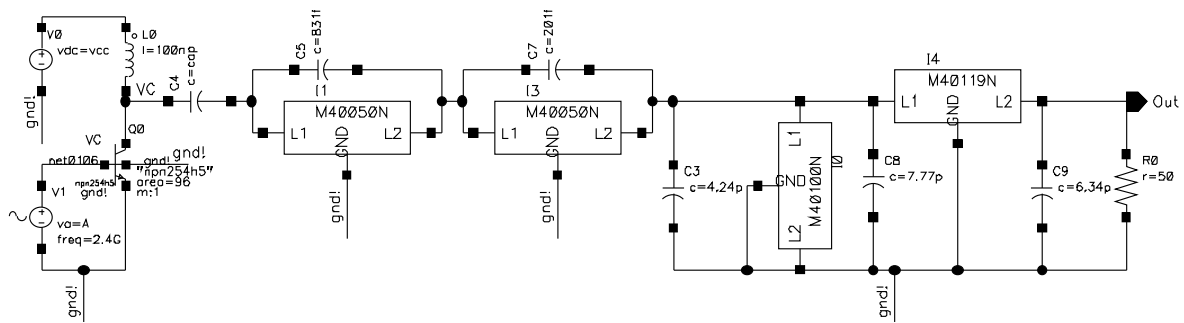 V0
vdc=vcc
gnd!
L0
l=100n
VC
C4
c=cap
C5
c=831f
I1
M40050N
L1
GND
L2
gnd!
C7
c=201f
I3
M40050N
L1
GND
L2
gnd!
VC
Q0
net0106
gnd!
gnd!
"npn254h5"
npn254h5
area=96
gnd!
m:1
V1
va=A
freq=2.4G
gnd!
C3
c=4.24p
L1
GND
M40100N
I0
L2
C8
c=7.77p
gnd!
I4
M40119N
L1
GND
L2
C9
c=6.34p
R0
r=50
Out